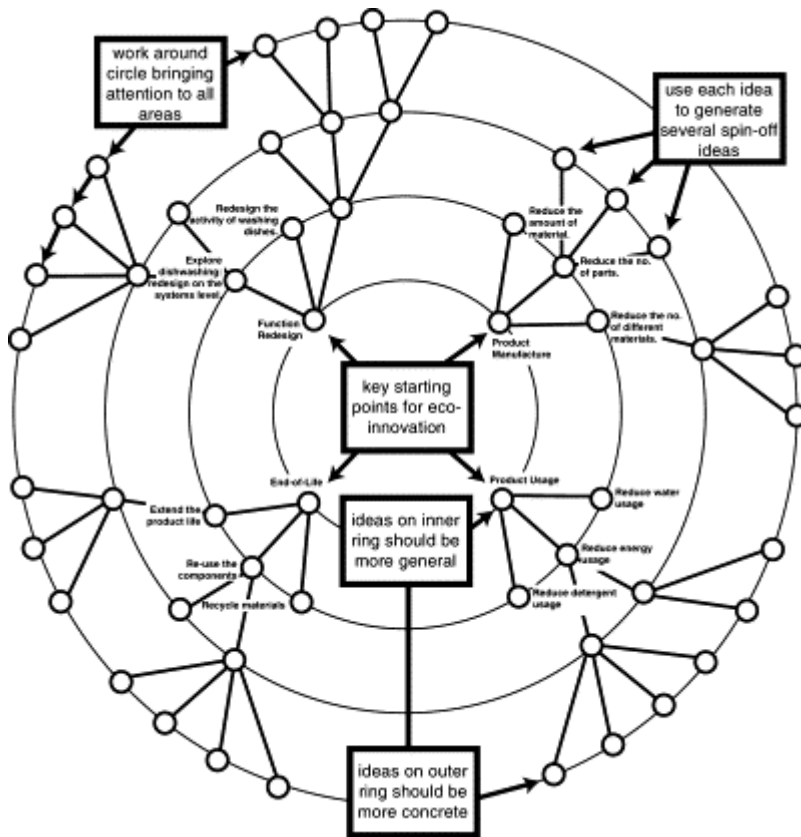 work around
circle bringing
attention to all
areas
use each idea
to generate
several spin-off
ideas
Redesign the
activity of washing
dishes.
Explore
dishwashing:
redesign on the
systems level.
Function
Redesign
Reduce the
amount of
material.
Reduce the no.
of parts.
Reduce the no.
of different
materials.
Product
Manufacture
key starting
points for eco-
innovation
End-of-Life
Product Usage
Extend the
product life
Re-use the
components
Recycle materials
ideas on inner
ring should be
more general
Reduce water
usage
Reduce energy
usage
Reduce detergent
usage
ideas on outer
ring should be
more concrete